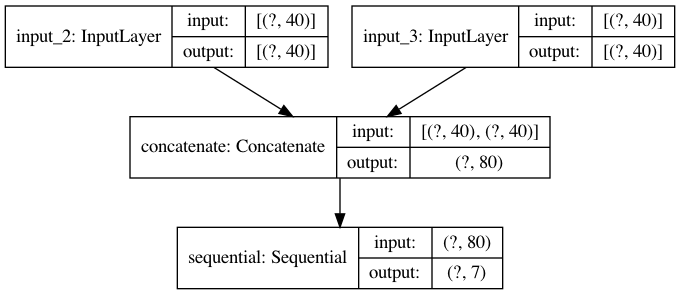 input_2: InputLayer
input: [(?, 40)]
output: [(?, 40)]
input_3: InputLayer
input: [(?, 40)]
output: [(?, 40)]
concatenate: Concatenate
input: [(?, 40), (?, 40)]
output: (?, 80)
sequential: Sequential
input: (?, 80)
output: (?, 7)